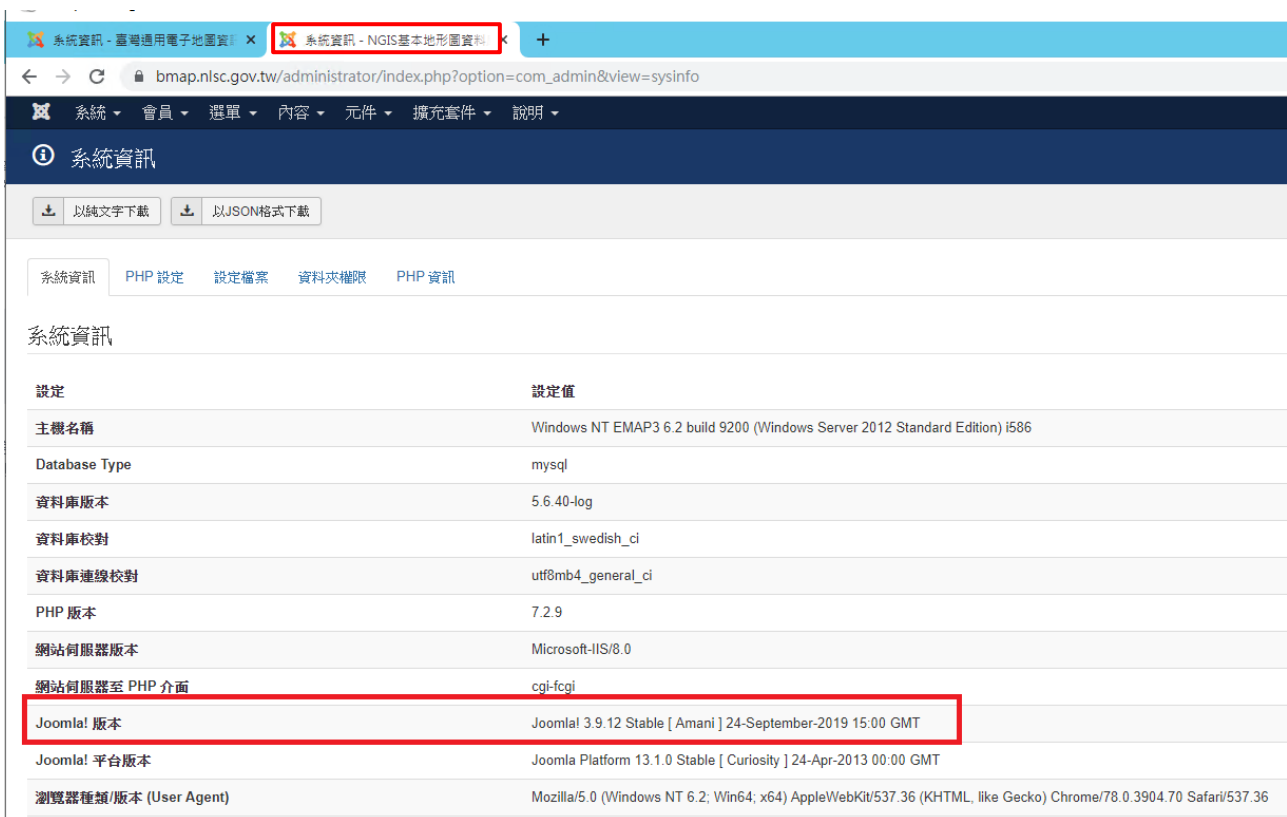 系統資訊 - 臺灣通用電子地圖資訊 × 系統資訊 - NGIS基本地形圖資料 × +
bmap.nlsc.gov.tw/administrator/index.php?option=com_admin&view=sysinfo
系統 會員 選單 內容 元件 擴充套件 說明
系統資訊
以純文字下載 以JSON格式下載
系統資訊 PHP 設定 設定檔案 資料夾權限 PHP 資訊
系統資訊
設定 設定值
主機名稱 Windows NT EMAP3 6.2 build 9200 (Windows Server 2012 Standard Edition) i586
Database Type mysql
資料庫版本 5.6.40-log
資料庫校對 latin1_swedish_ci
資料庫連線校對 utf8mb4_general_ci
PHP 版本 7.2.9
網站伺服器版本 Microsoft-IIS/8.0
網站伺服器至 PHP 介面 cgi-fcgi
Joomla! 版本 Joomla! 3.9.12 Stable [ Amani ] 24-September-2019 15:00 GMT
Joomla! 平台版本 Joomla Platform 13.1.0 Stable [ Curiosity ] 24-Apr-2013 00:00 GMT
瀏覽器種類/版本 (User Agent) Mozilla/5.0 (Windows NT 6.2; Win64; x64) AppleWebKit/537.36 (KHTML, like Gecko) Chrome/78.0.3904.70 Safari/537.36